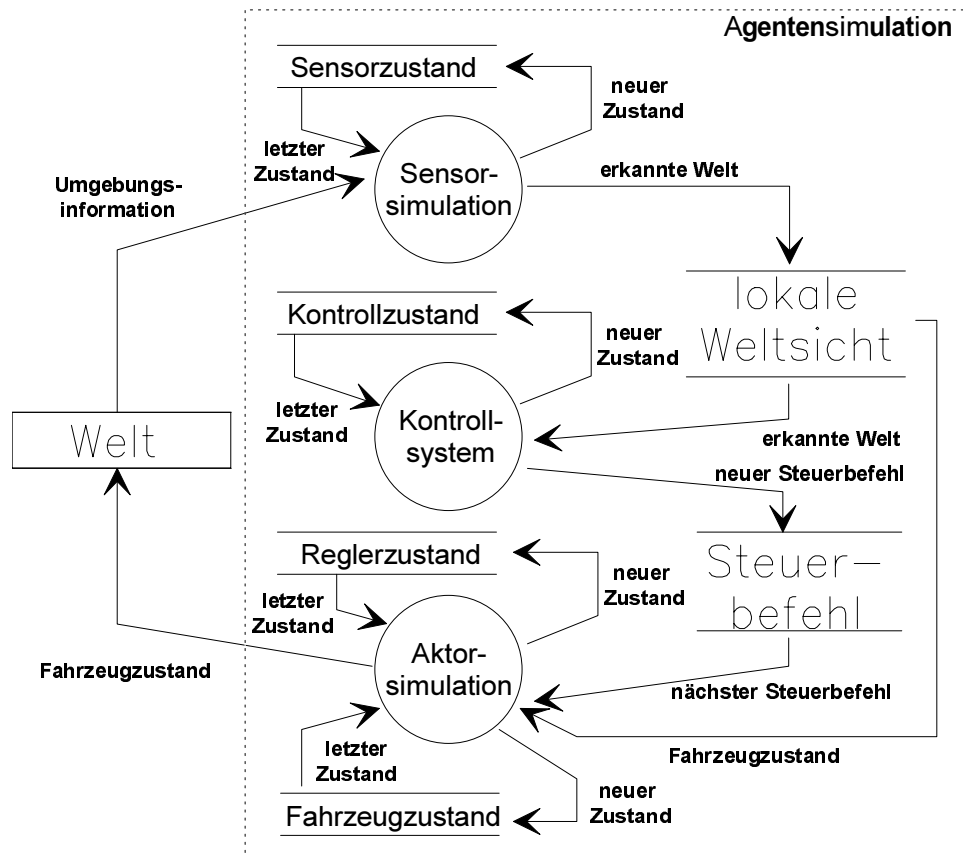 Agentensimulation
Sensorzustand
neuer
Zustand
letzter
Zustand
Sensor-
simulation
erkannte Welt
Umgebungs-
information
lokale
Weltsicht
Kontrollzustand
neuer
Zustand
letzter
Zustand
Kontroll-
system
erkannte Welt
Welt
neuer Steuerbefehl
Reglerzustand
neuer
Zustand
letzter
Zustand
Steuer-
befehl
Aktor-
simulation
Fahrzeugzustand
nächster Steuerbefehl
letzter
Zustand
Fahrzeugzustand
neuer
Zustand
Fahrzeugzustand